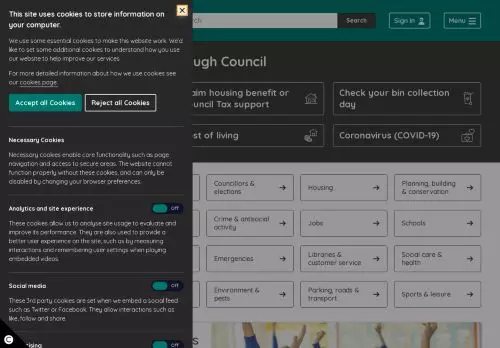 This site uses cookies to store information on
your computer.
We use some essential cookies to make this website work. We'd
like to set some additional cookies to understand how you use
our website to help improve our services
For more detailed information about how we use cookies see
our cookies page.
Accept all Cookies
Reject all Cookies
Necessary Cookies
Necessary cookies enable core functionality such as page
navigation and access to secure areas. The website cannot
function properly without these cookies, and can only be
disabled by changing your browser preferences.
Analytics and site experience
Off
These cookies allow us to analyse site usage to evaluate and
improve its performance. They are also used to provide a
better user experience on the site, such as by measuring
interactions and remembering user settings when playing
embedded videos.
Social media
Off
These 3rd party cookies are set when we embed a social feed
such as Twitter or Facebook. They allow interactions such as
like, follow and share.
ising
Off
rch
Search
Sign in
Menu
ugh Council
aim housing benefit or
ouncil Tax support
Check your bin collection
day
ost of living
Coronavirus (COVID-19)
Councillors &
elections
Housing
Planning, building
& conservation
Crime & antisocial
activity
Jobs
Schools
Emergencies
Libraries &
customer service
Social care &
health
Environment &
pests
Parking, roads &
transport
Sports & leisure
s